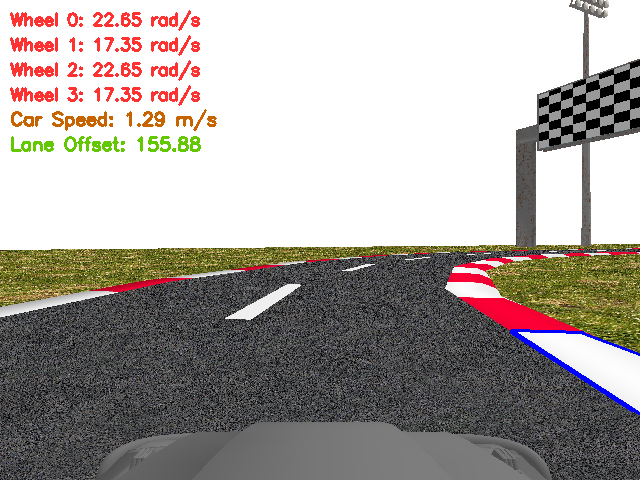 Wheel 0: 22.65 rad/s
Wheel 1: 17.35 rad/s
Wheel 2: 22.65 rad/s
Wheel 3: 17.35 rad/s
Car Speed: 1.29 m/s
Lane Offset: 155.88